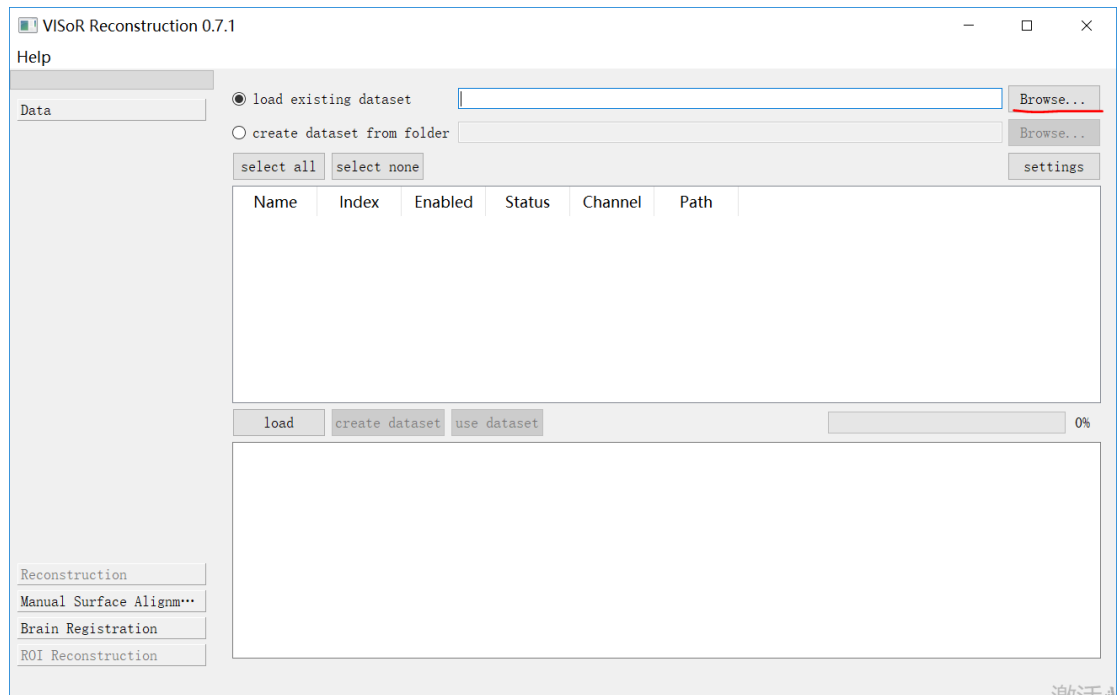 VISoR Reconstruction 0.7.1
Help
Data
load existing dataset
Browse...
create dataset from folder
Browse...
select all
select none
settings
Name Index Enabled Status Channel Path
load
create dataset
use dataset
0%
Reconstruction
Manual Surface Alignm...
Brain Registration
ROI Reconstruction
激活